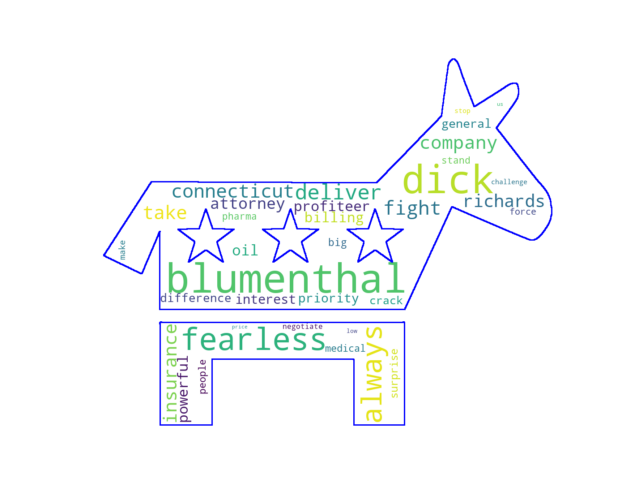 us
stop
general
company
stand
dick
challenge
connecticut deliver
richards
attorney profiteer fight force
take pharma billing
make oil big
blumenthal
difference interest priority crack
insurance price negotiate low
fearless always
powerful people medical surprise